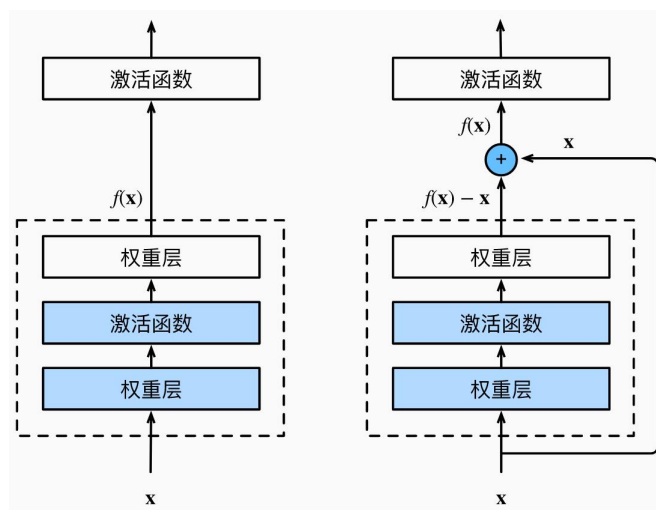 激活函数
f(x)
权重层
激活函数
权重层
x
激活函数
f(x)
x
+
f(x) − x
权重层
激活函数
权重层
x